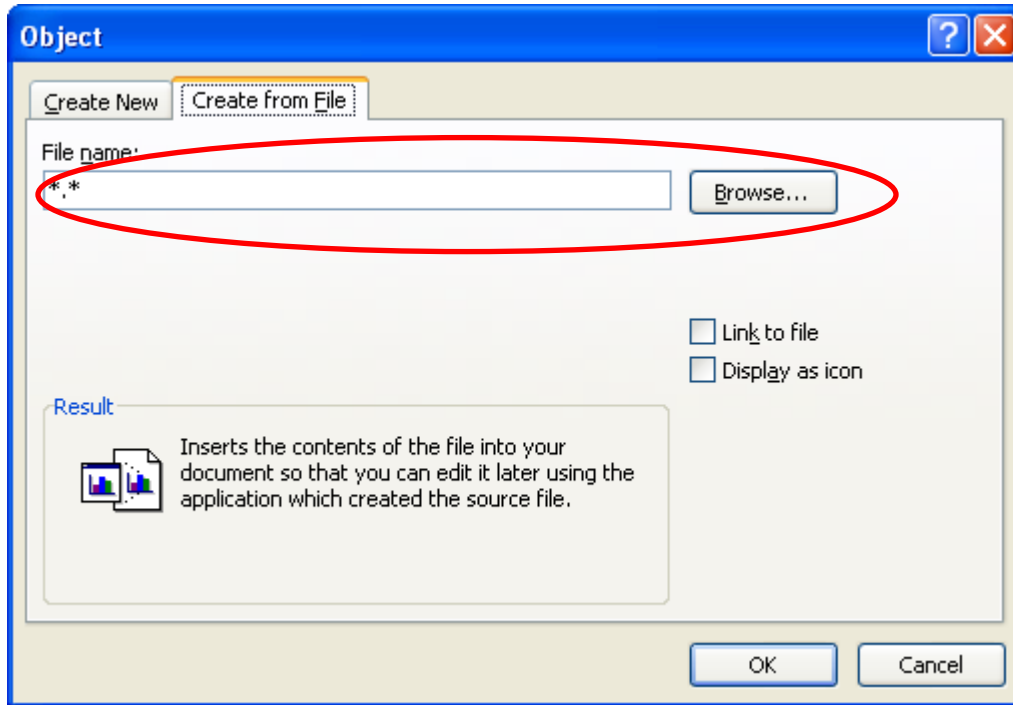 Object
Create New
Create from File
File name:
*.*
Browse...
Link to file
Display as icon
Result
Inserts the contents of the file into your
document so that you can edit it later using the
application which created the source file.
OK
Cancel